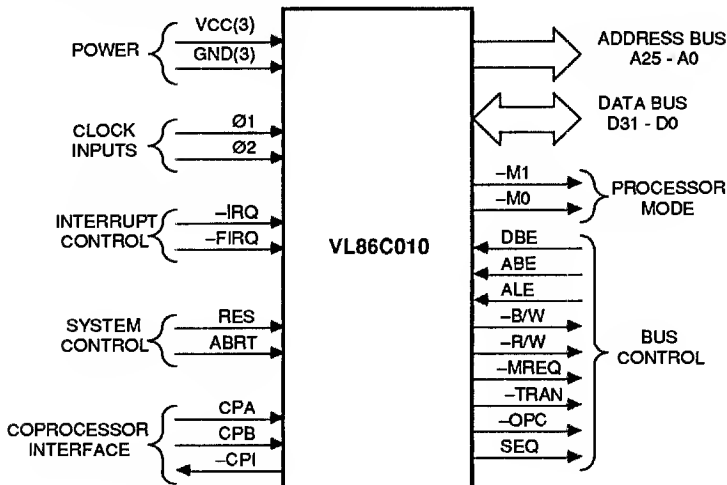 POWER
VCC(3)
GND(3)
CLOCK
INPUTS
Ø1
Ø2
INTERRUPT
CONTROL
–IRQ
–FIRQ
SYSTEM
CONTROL
RES
ABRT
COPROCESSOR
INTERFACE
CPA
CPB
–CPI
VL86C010
ADDRESS BUS
A25 - A0
DATA BUS
D31 - D0
–M1
–M0
PROCESSOR
MODE
DBE
ABE
ALE
–B/W
–R/W
–MREQ
–TRAN
–OPC
SEQ
BUS
CONTROL